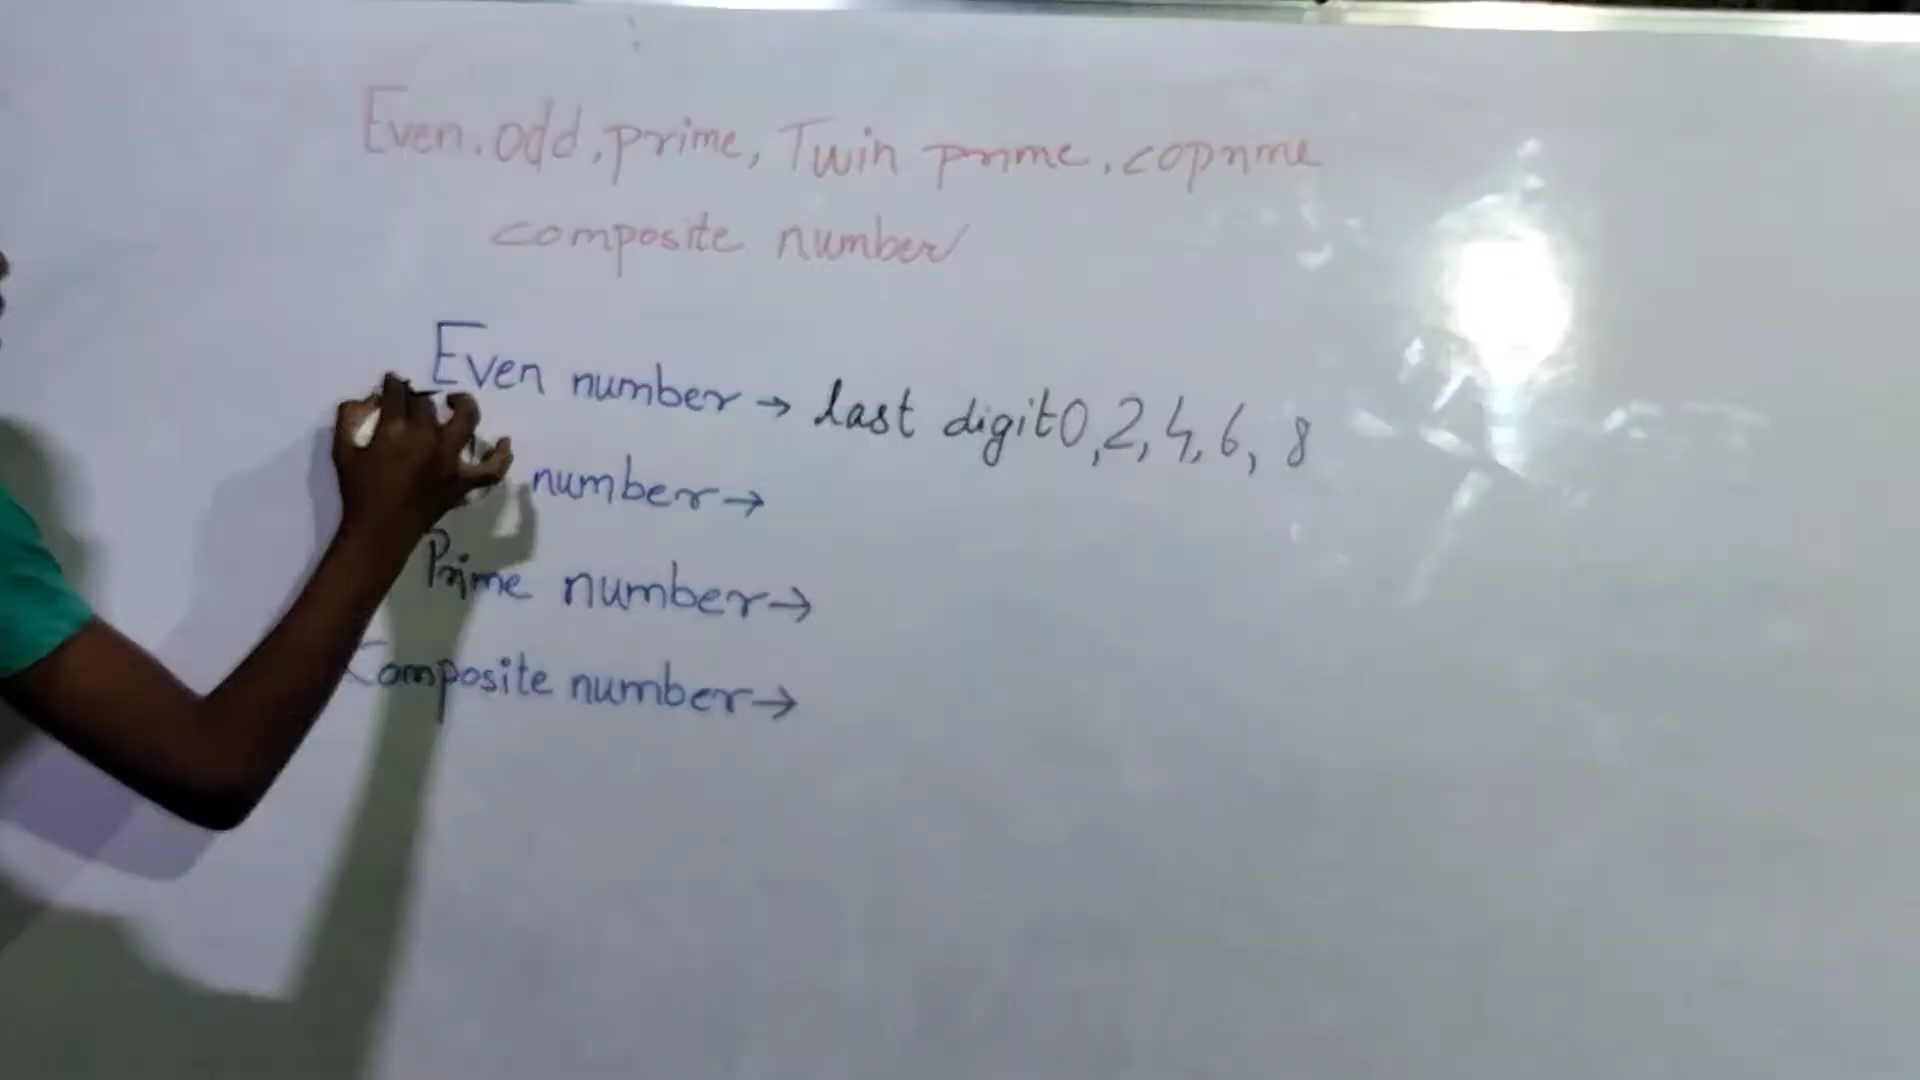 Even, odd, prime, Twin prime, coprime
composite number
Even number → last digit 0, 2, 4, 6, 8
number →
Prime number →
Composite number →